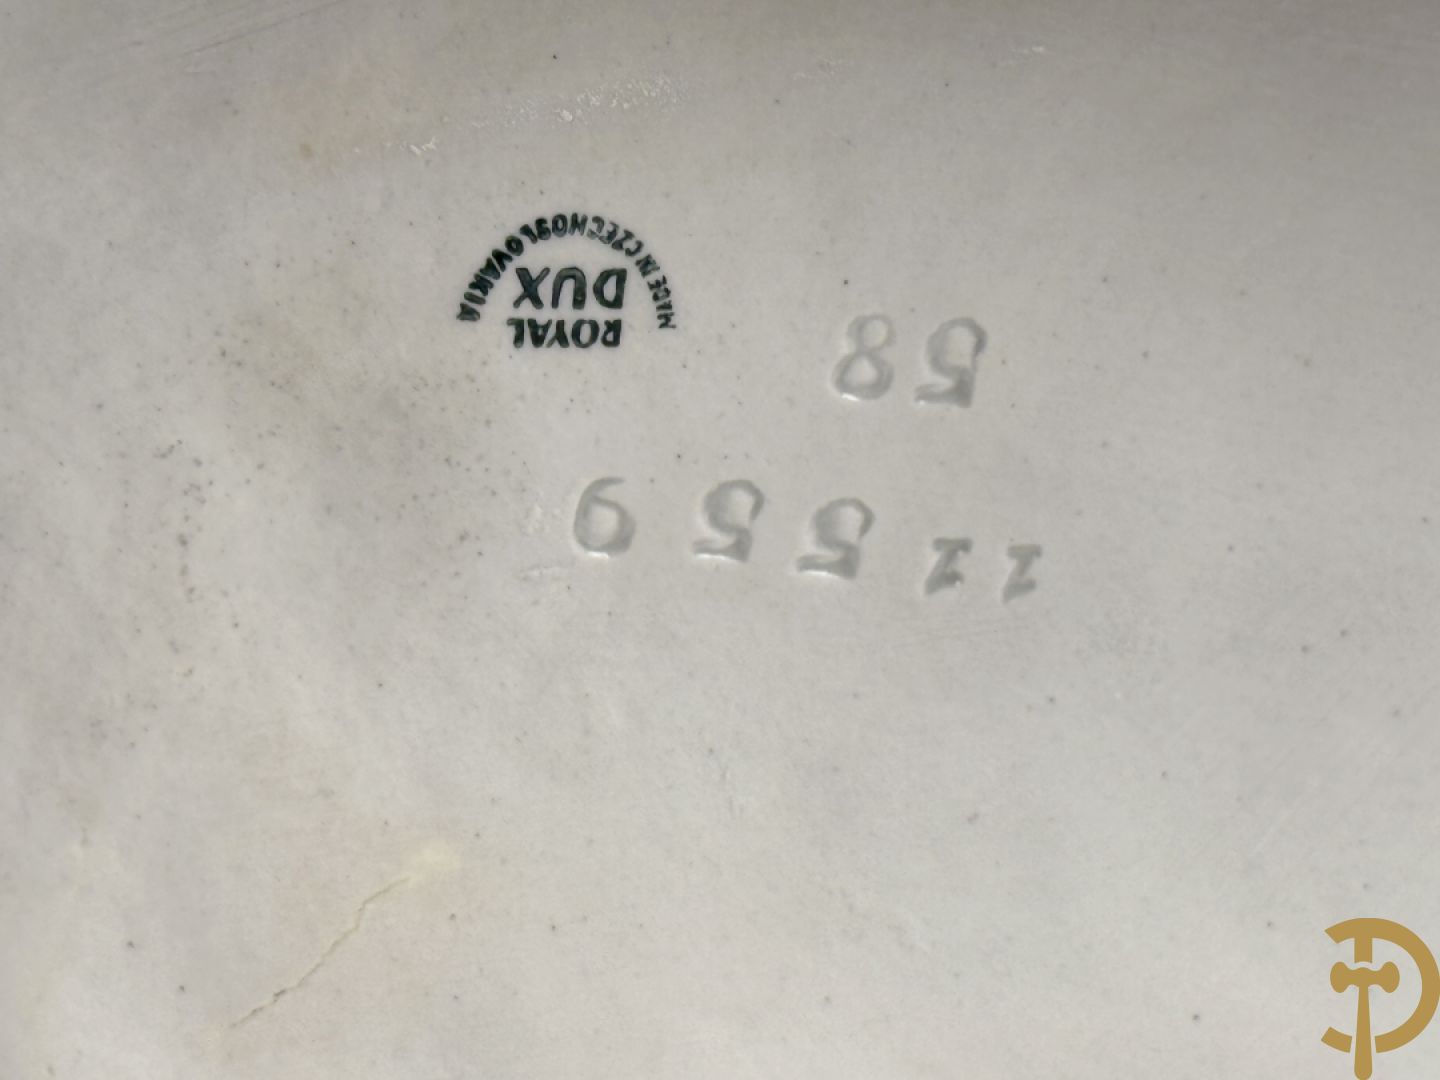 11559
58
ROYAL
DUX
MADE IN CZECHOSLOVAKIA